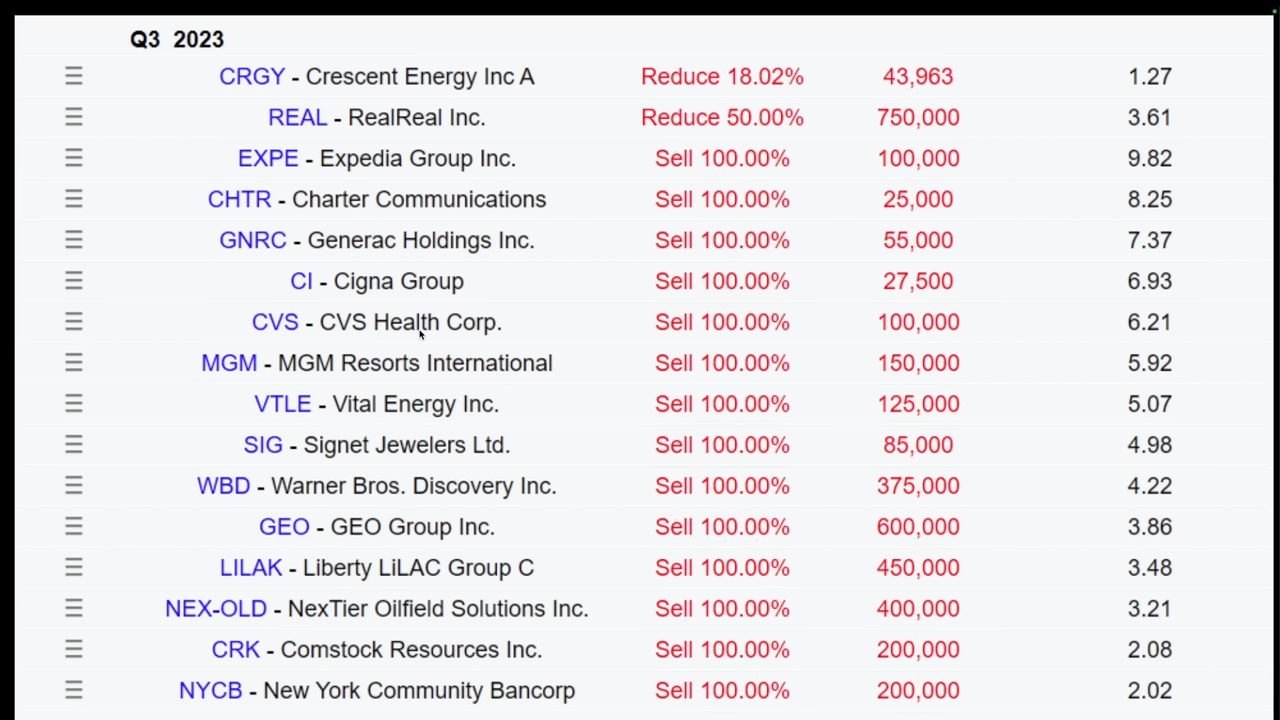 Q3 2023
CRGY - Crescent Energy Inc A Reduce 18.02% 43,963 1.27
REAL - RealReal Inc. Reduce 50.00% 750,000 3.61
EXPE - Expedia Group Inc. Sell 100.00% 100,000 9.82
CHTR - Charter Communications Sell 100.00% 25,000 8.25
GNRC - Generac Holdings Inc. Sell 100.00% 55,000 7.37
CI - Cigna Group Sell 100.00% 27,500 6.93
CVS - CVS Health Corp. Sell 100.00% 100,000 6.21
MGM - MGM Resorts International Sell 100.00% 150,000 5.92
VTLE - Vital Energy Inc. Sell 100.00% 125,000 5.07
SIG - Signet Jewelers Ltd. Sell 100.00% 85,000 4.98
WBD - Warner Bros. Discovery Inc. Sell 100.00% 375,000 4.22
GEO - GEO Group Inc. Sell 100.00% 600,000 3.86
LILAK - Liberty LiLAC Group C Sell 100.00% 450,000 3.48
NEX-OLD - NexTier Oilfield Solutions Inc. Sell 100.00% 400,000 3.21
CRK - Comstock Resources Inc. Sell 100.00% 200,000 2.08
NYCB - New York Community Bancorp Sell 100.00% 200,000 2.02